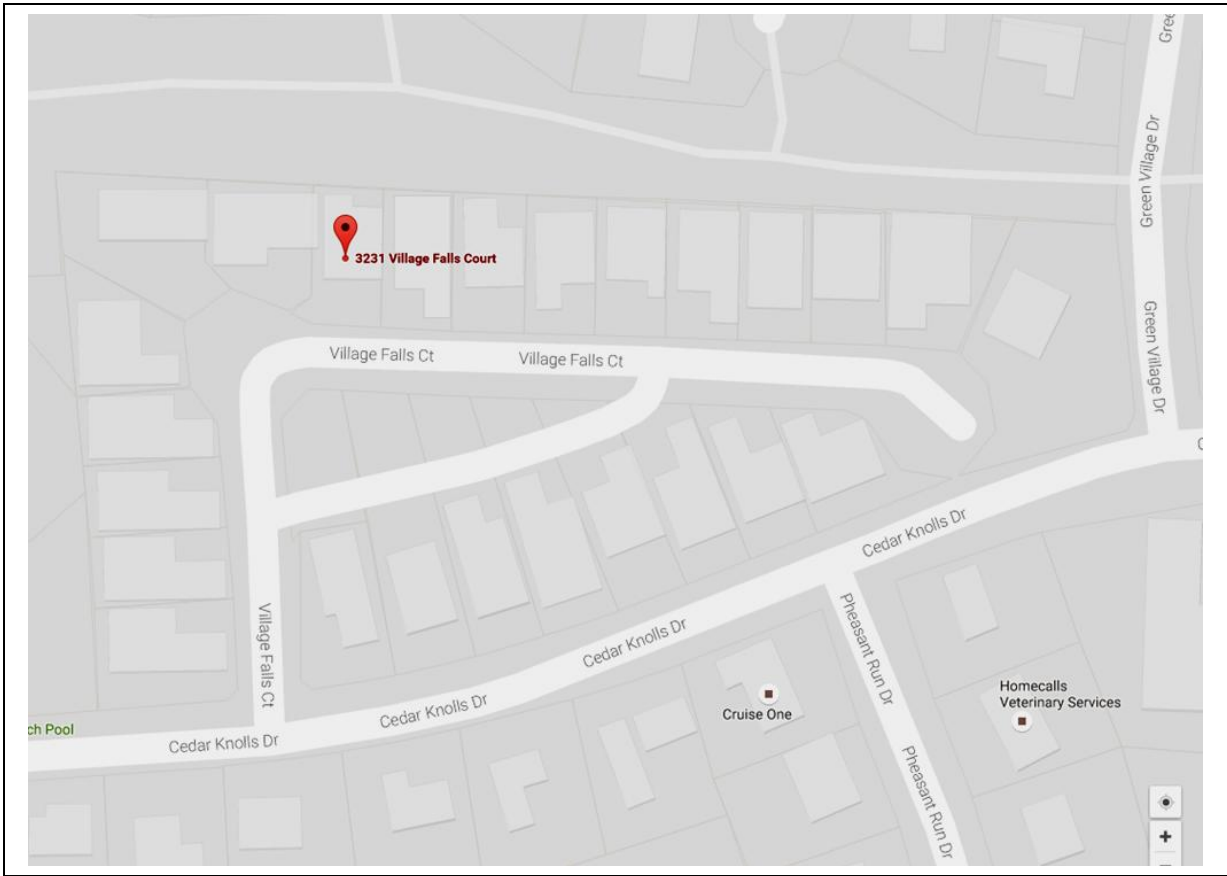 Gree
Green Village Dr
3231 Village Falls Court
Green Village Dr
Village Falls Ct
Village Falls Ct
Cedar Knolls Dr
Village Falls Ct
Pheasant Run Dr
Cedar Knolls Dr
Homecalls
Veterinary Services
Cedar Knolls Dr
Cruise One
ch Pool
Cedar Knolls Dr
Pheasant Run Dr
+